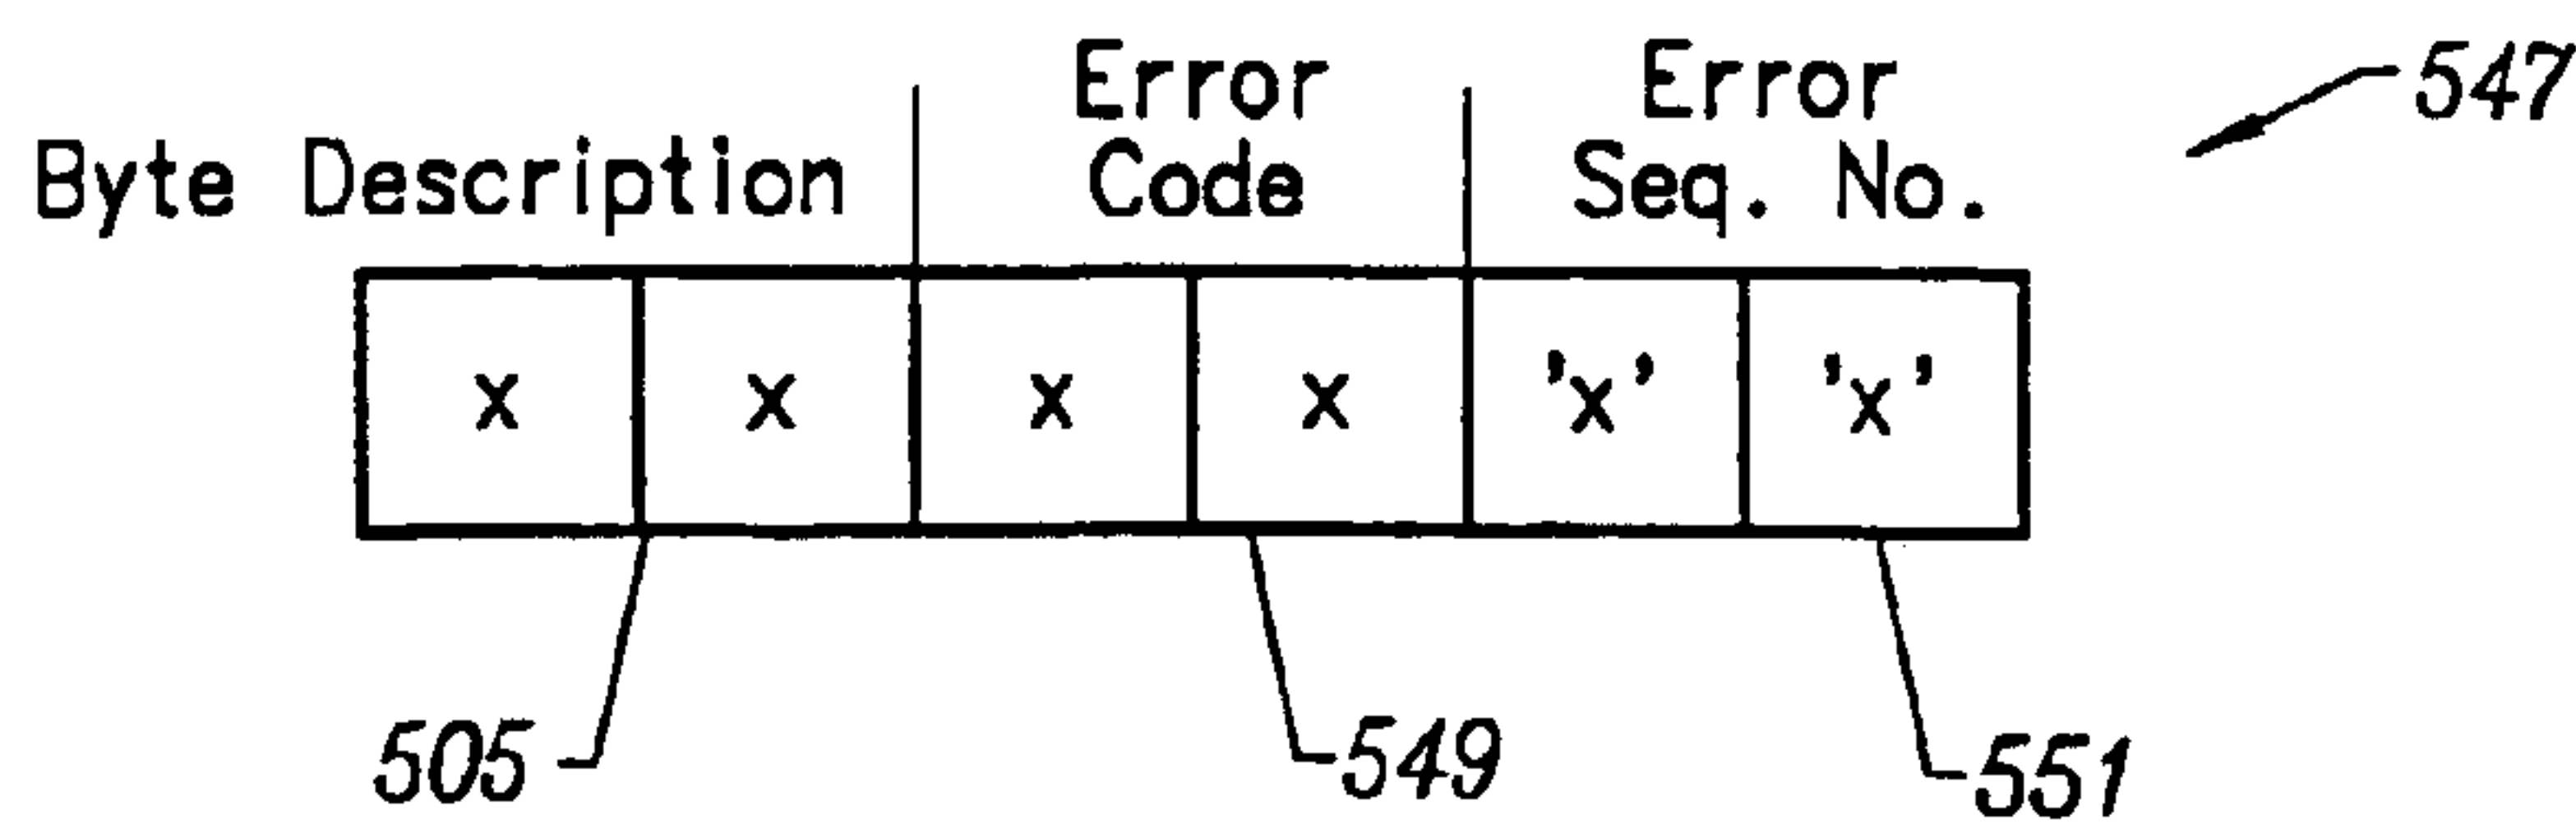 Error Error 547
Byte Description Code Seq. No.
x x x x 'x' 'x'
505 549 551